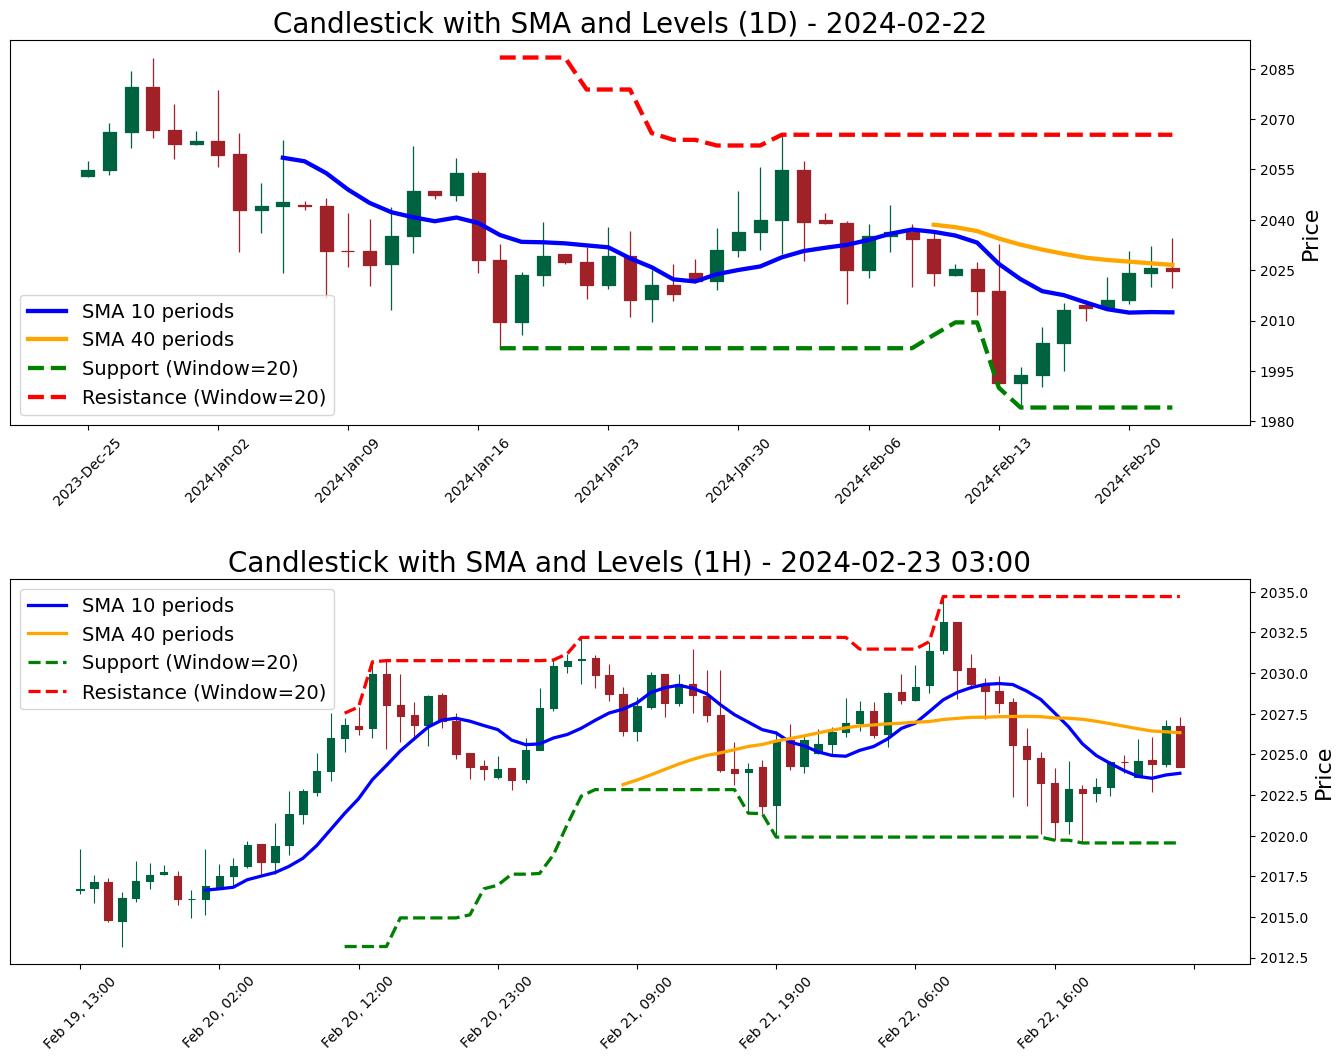 Candlestick with SMA and Levels (1D) - 2024-02-22
2085
2070
2055
2040
2025
2010
1995
1980
Price
SMA 10 periods
SMA 40 periods
Support (Window=20)
Resistance (Window=20)
2023-Dec-25
2024-Jan-02
2024-Jan-09
2024-Jan-16
2024-Jan-23
2024-Jan-30
2024-Feb-06
2024-Feb-13
2024-Feb-20
Candlestick with SMA and Levels (1H) - 2024-02-23 03:00
SMA 10 periods
SMA 40 periods
Support (Window=20)
Resistance (Window=20)
2035.0
2032.5
2030.0
2027.5
2025.0
2022.5
2020.0
2017.5
2015.0
2012.5
Price
Feb 19, 13:00
Feb 20, 02:00
Feb 20, 12:00
Feb 20, 23:00
Feb 21, 09:00
Feb 21, 19:00
Feb 22, 06:00
Feb 22, 16:00